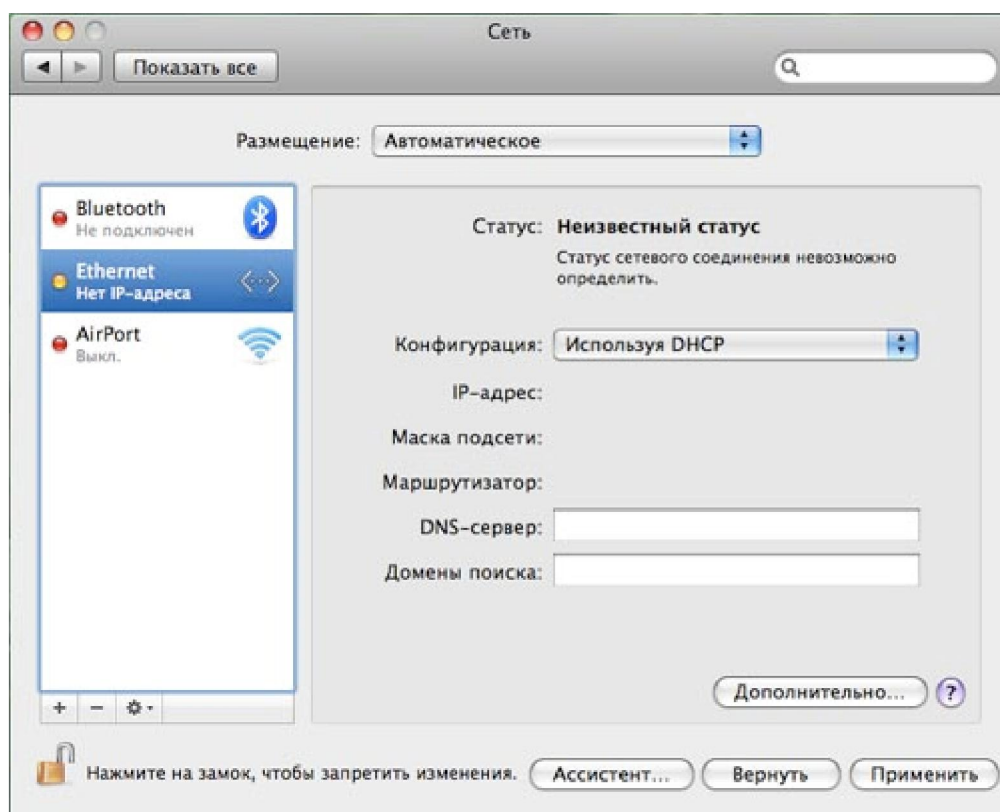 Сеть
Показать все
Размещение: Автоматическое
Bluetooth
Не подключен
Ethernet
Нет IP-адреса
AirPort
Выкл.
Статус: Неизвестный статус
Статус сетевого соединения невозможно
определить.
Конфигурация: Используя DHCP
IP-адрес:
Маска подсети:
Маршрутизатор:
DNS-сервер:
Домены поиска:
Дополнительно... ?
Нажмите на замок, чтобы запретить изменения. Ассистент... Вернуть Применить